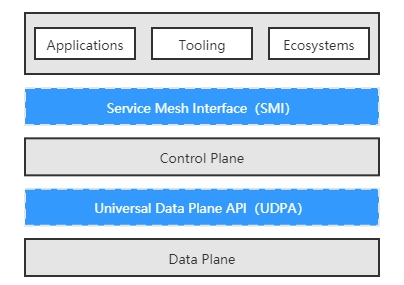 Applications Tooling Ecosystems
Service Mesh Interface（SMI）
Control Plane
Universal Data Plane API（UDPA）
Data Plane